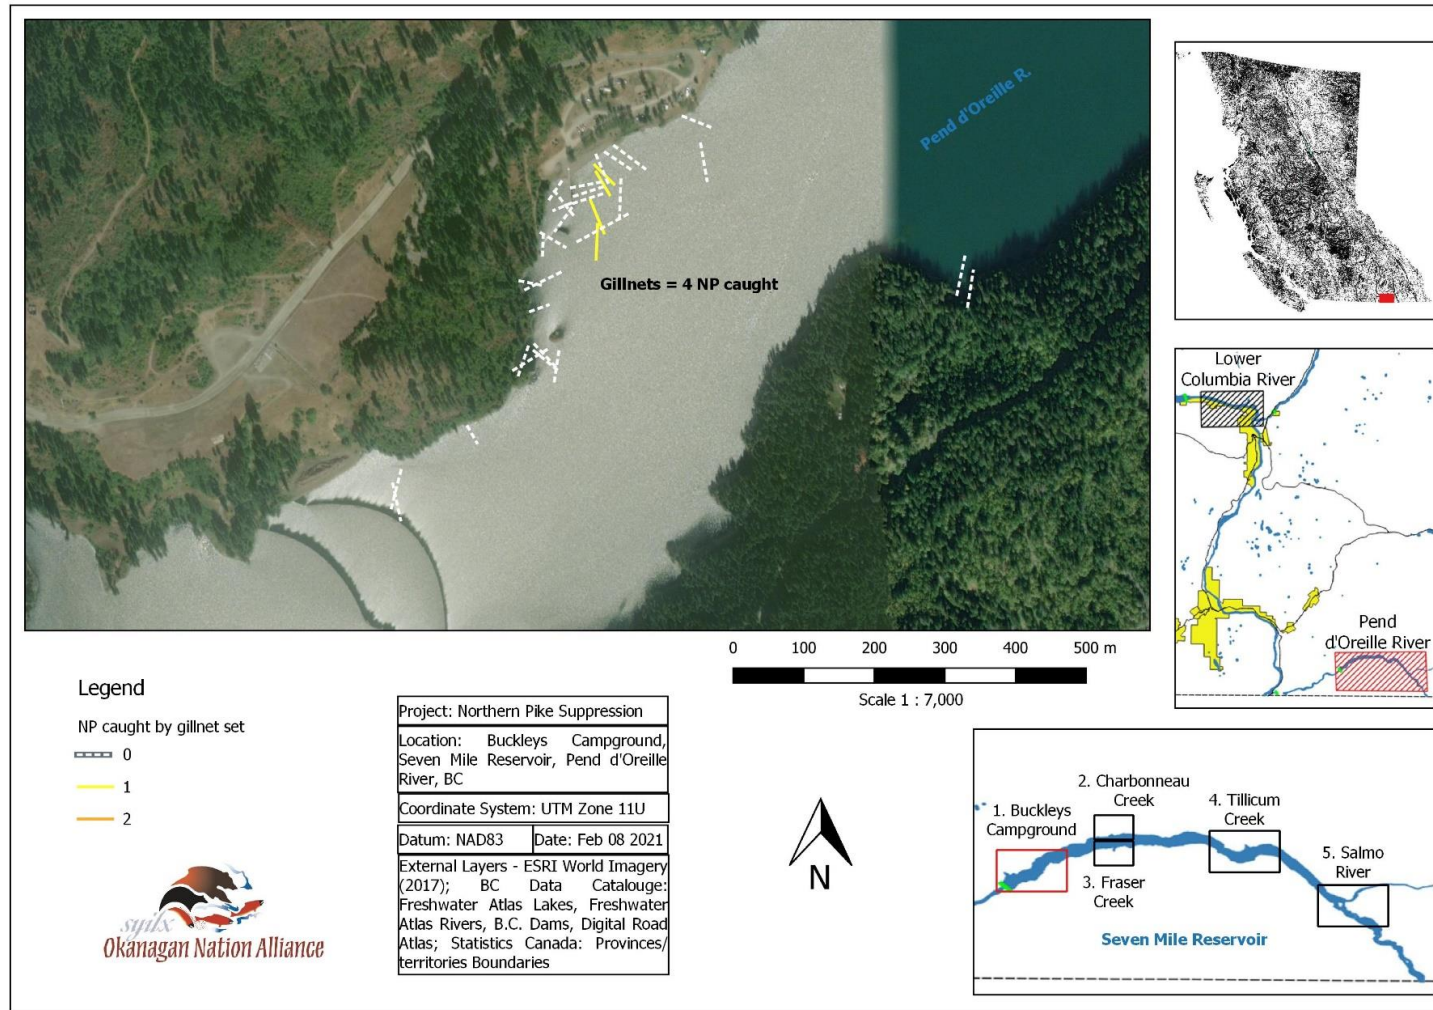 Pend d'Oreille R.
Gillnets = 4 NP caught
Lower
Columbia River
Pend
d'Oreille River
0 100 200 300 400 500 m
Scale 1 : 7,000
Legend
NP caught by gillnet set
0
1
2
syilx
Okanagan Nation Alliance
Project: Northern Pike Suppression
Location: Buckleys Campground,
Seven Mile Reservoir, Pend d'Oreille
River, BC
Coordinate System: UTM Zone 11U
Datum: NAD83 Date: Feb 08 2021
External Layers - ESRI World Imagery
(2017); BC Data Catalouge:
Freshwater Atlas Lakes, Freshwater
Atlas Rivers, B.C. Dams, Digital Road
Atlas; Statistics Canada: Provinces/
territories Boundaries
N
1. Buckleys
Campground
2. Charbonneau
Creek
3. Fraser
Creek
4. Tillicum
Creek
5. Salmo
River
Seven Mile Reservoir